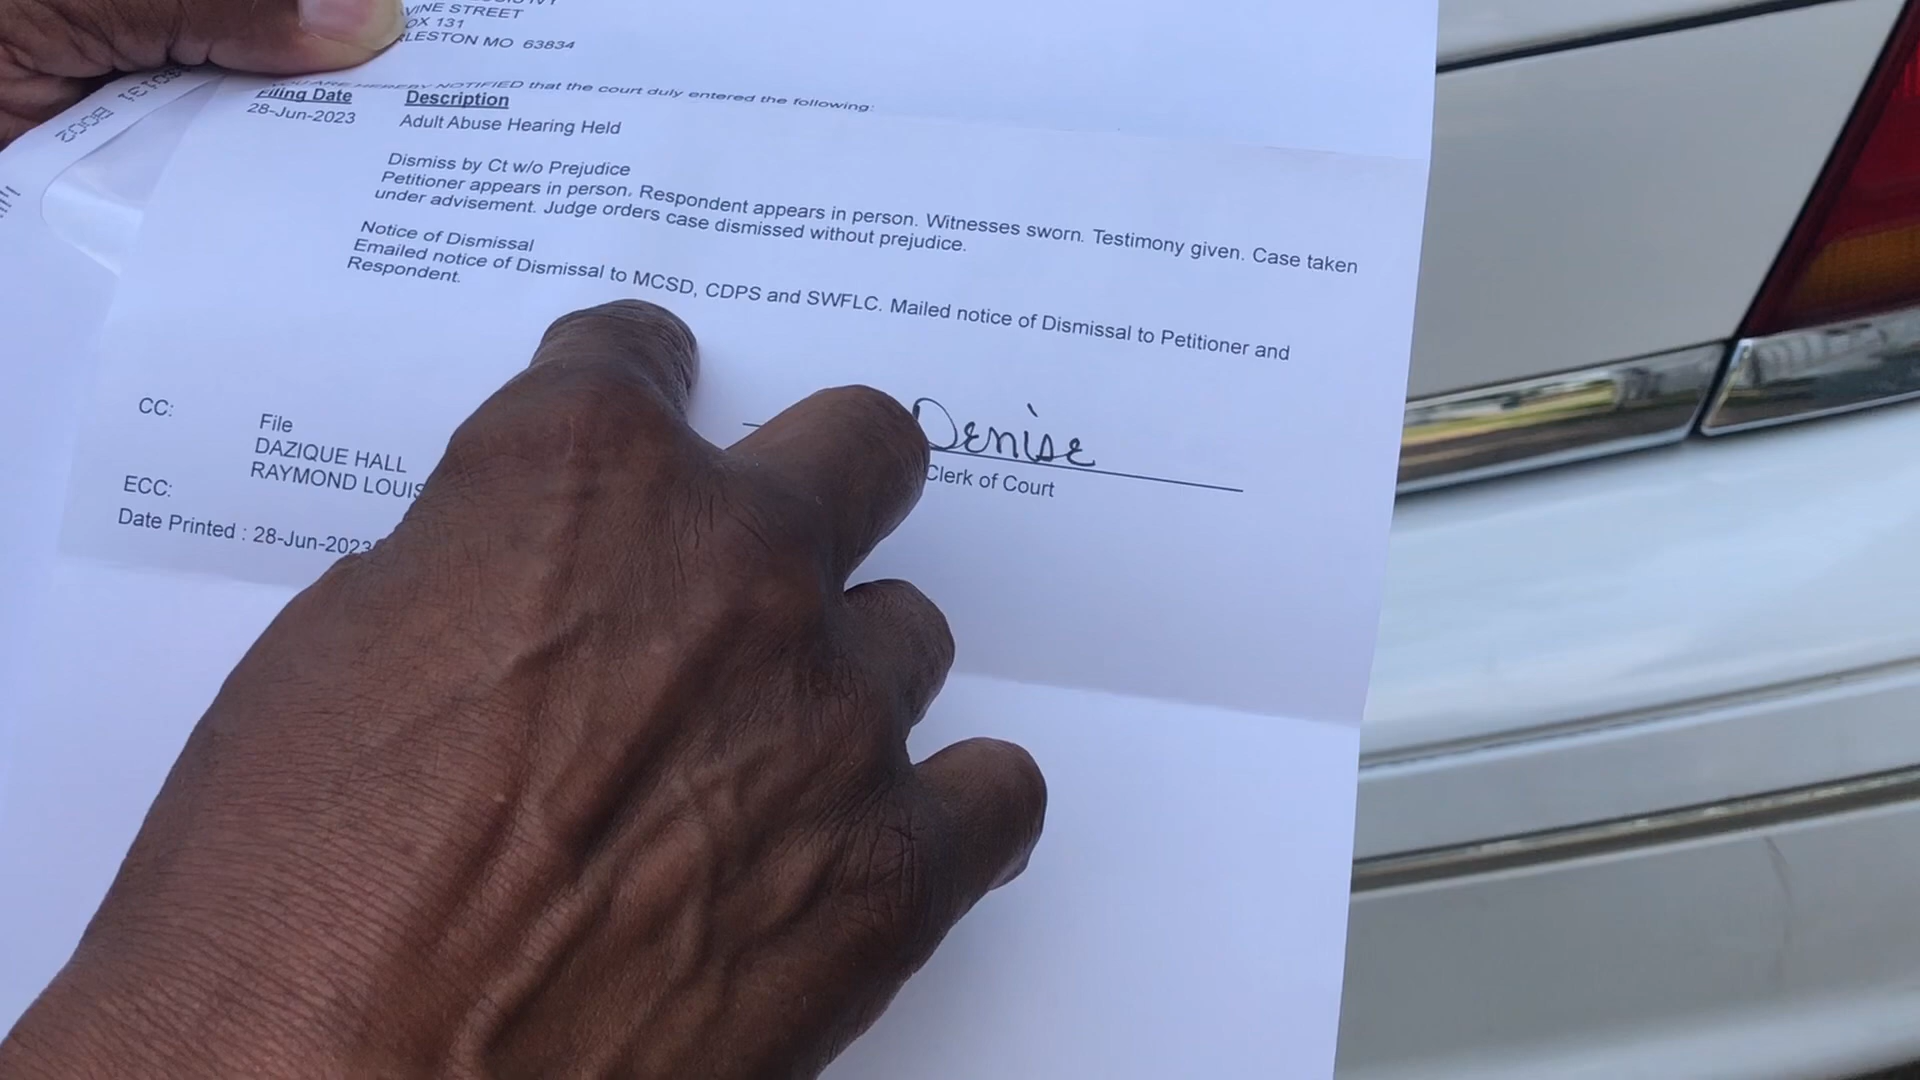 VINE STREET
OX 131
LESTON MO 63834
YOU ARE HEREBY NOTIFIED that the court duly entered the following:
Filing Date Description
28-Jun-2023 Adult Abuse Hearing Held
Dismiss by Ct w/o Prejudice
Petitioner appears in person. Respondent appears in person. Witnesses sworn. Testimony given. Case taken
under advisement. Judge orders case dismissed without prejudice.
Notice of Dismissal
Emailed notice of Dismissal to MCSD, CDPS and SWFLC. Mailed notice of Dismissal to Petitioner and
Respondent.
Denise
Clerk of Court
CC: File
DAZIQUE HALL
RAYMOND LOUIS
ECC:
Date Printed : 28-Jun-2023